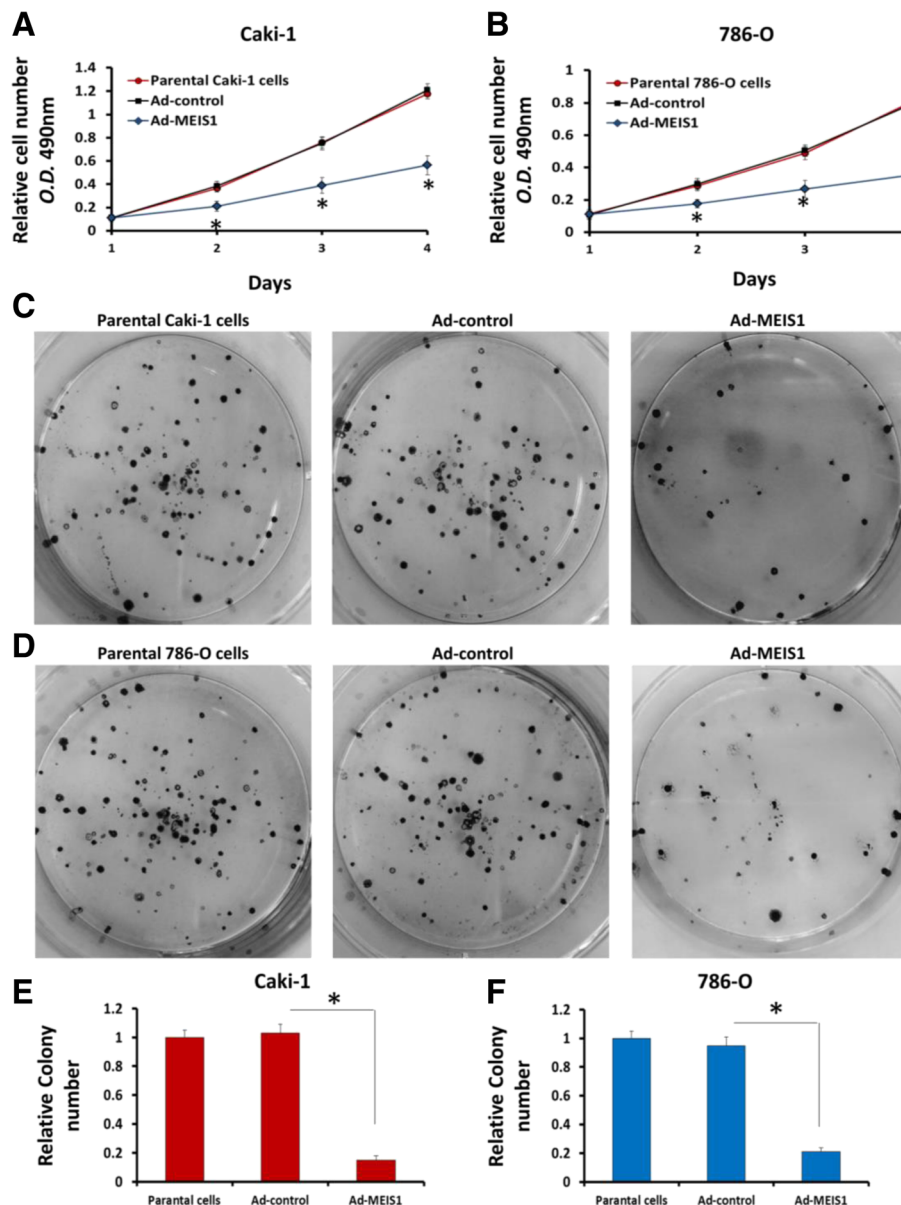 A
Caki-1
Relative cell number
O.D. 490nm
1.4
1.2
1
0.8
0.6
0.4
0.2
0
Parental Caki-1 cells
Ad-control
Ad-MEIS1
*
*
*
1
2
3
4
Days
B
786-O
Relative cell number
O.D. 490nm
1
0.8
0.6
0.4
0.2
0
Parental 786-O cells
Ad-control
Ad-MEIS1
*
*
1
2
3
Days
C
Parental Caki-1 cells
Ad-control
Ad-MEIS1
D
Parental 786-O cells
Ad-control
Ad-MEIS1
E
Caki-1
Relative Colony
number
1.2
1
0.8
0.6
0.4
0.2
0
*
Parantal cells
Ad-control
Ad-MEIS1
F
786-O
Relative Colony
number
1.2
1
0.8
0.6
0.4
0.2
0
*
Parantal cells
Ad-control
Ad-MEIS1